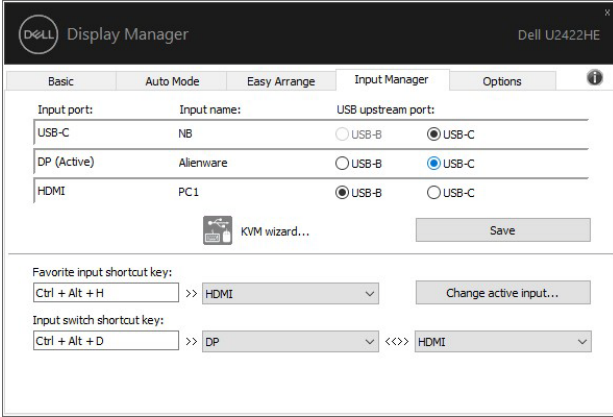 DELL Display Manager
Dell U2422HE
x
Basic Auto Mode Easy Arrange Input Manager Options i
Input port: Input name: USB upstream port:
USB-C NB USB-B USB-C
DP (Active) Alienware USB-B USB-C
HDMI PC1 USB-B USB-C
KVM wizard... Save
Favorite input shortcut key:
Ctrl + Alt + H >> HDMI Change active input...
Input switch shortcut key:
Ctrl + Alt + D >> DP <<>> HDMI